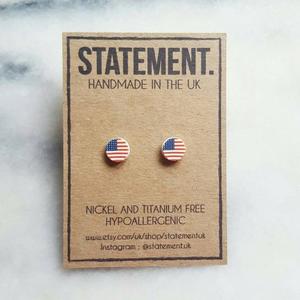 STATEMENT.
HANDMADE IN THE UK
NICKEL AND TITANIUM FREE
HYPOALLERGENIC
www.etsy.com/uk/shop/statementuk
Instagram : @statementuk